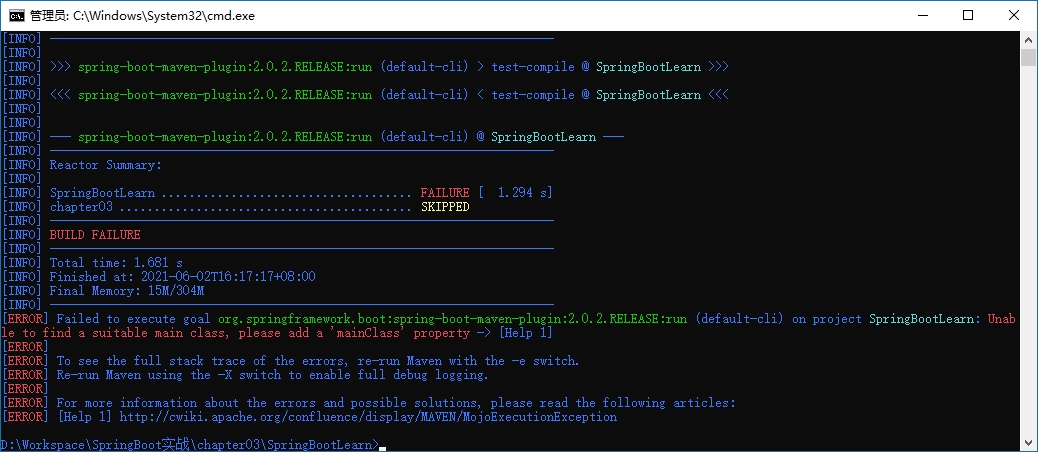 管理员: C:\Windows\System32\cmd.exe
[INFO] ------------------------------------------------------------------------
[INFO]
[INFO] >>> spring-boot-maven-plugin:2.0.2.RELEASE:run (default-cli) > test-compile @ SpringBootLearn >>>
[INFO]
[INFO] <<< spring-boot-maven-plugin:2.0.2.RELEASE:run (default-cli) < test-compile @ SpringBootLearn <<<
[INFO]
[INFO]
[INFO] --- spring-boot-maven-plugin:2.0.2.RELEASE:run (default-cli) @ SpringBootLearn ---
[INFO] ------------------------------------------------------------------------
[INFO] Reactor Summary:
[INFO]
[INFO] SpringBootLearn .................................... FAILURE [  1.294 s]
[INFO] chapter03 .......................................... SKIPPED
[INFO] ------------------------------------------------------------------------
[INFO] BUILD FAILURE
[INFO] ------------------------------------------------------------------------
[INFO] Total time: 1.681 s
[INFO] Finished at: 2021-06-02T16:17:17+08:00
[INFO] Final Memory: 15M/304M
[INFO] ------------------------------------------------------------------------
[ERROR] Failed to execute goal org.springframework.boot:spring-boot-maven-plugin:2.0.2.RELEASE:run (default-cli) on project SpringBootLearn: Unab
le to find a suitable main class, please add a 'mainClass' property -> [Help 1]
[ERROR]
[ERROR] To see the full stack trace of the errors, re-run Maven with the -e switch.
[ERROR] Re-run Maven using the -X switch to enable full debug logging.
[ERROR]
[ERROR] For more information about the errors and possible solutions, please read the following articles:
[ERROR] [Help 1] http://cwiki.apache.org/confluence/display/MAVEN/MojoExecutionException
D:\Workspace\SpringBoot实战\chapter03\SpringBootLearn>